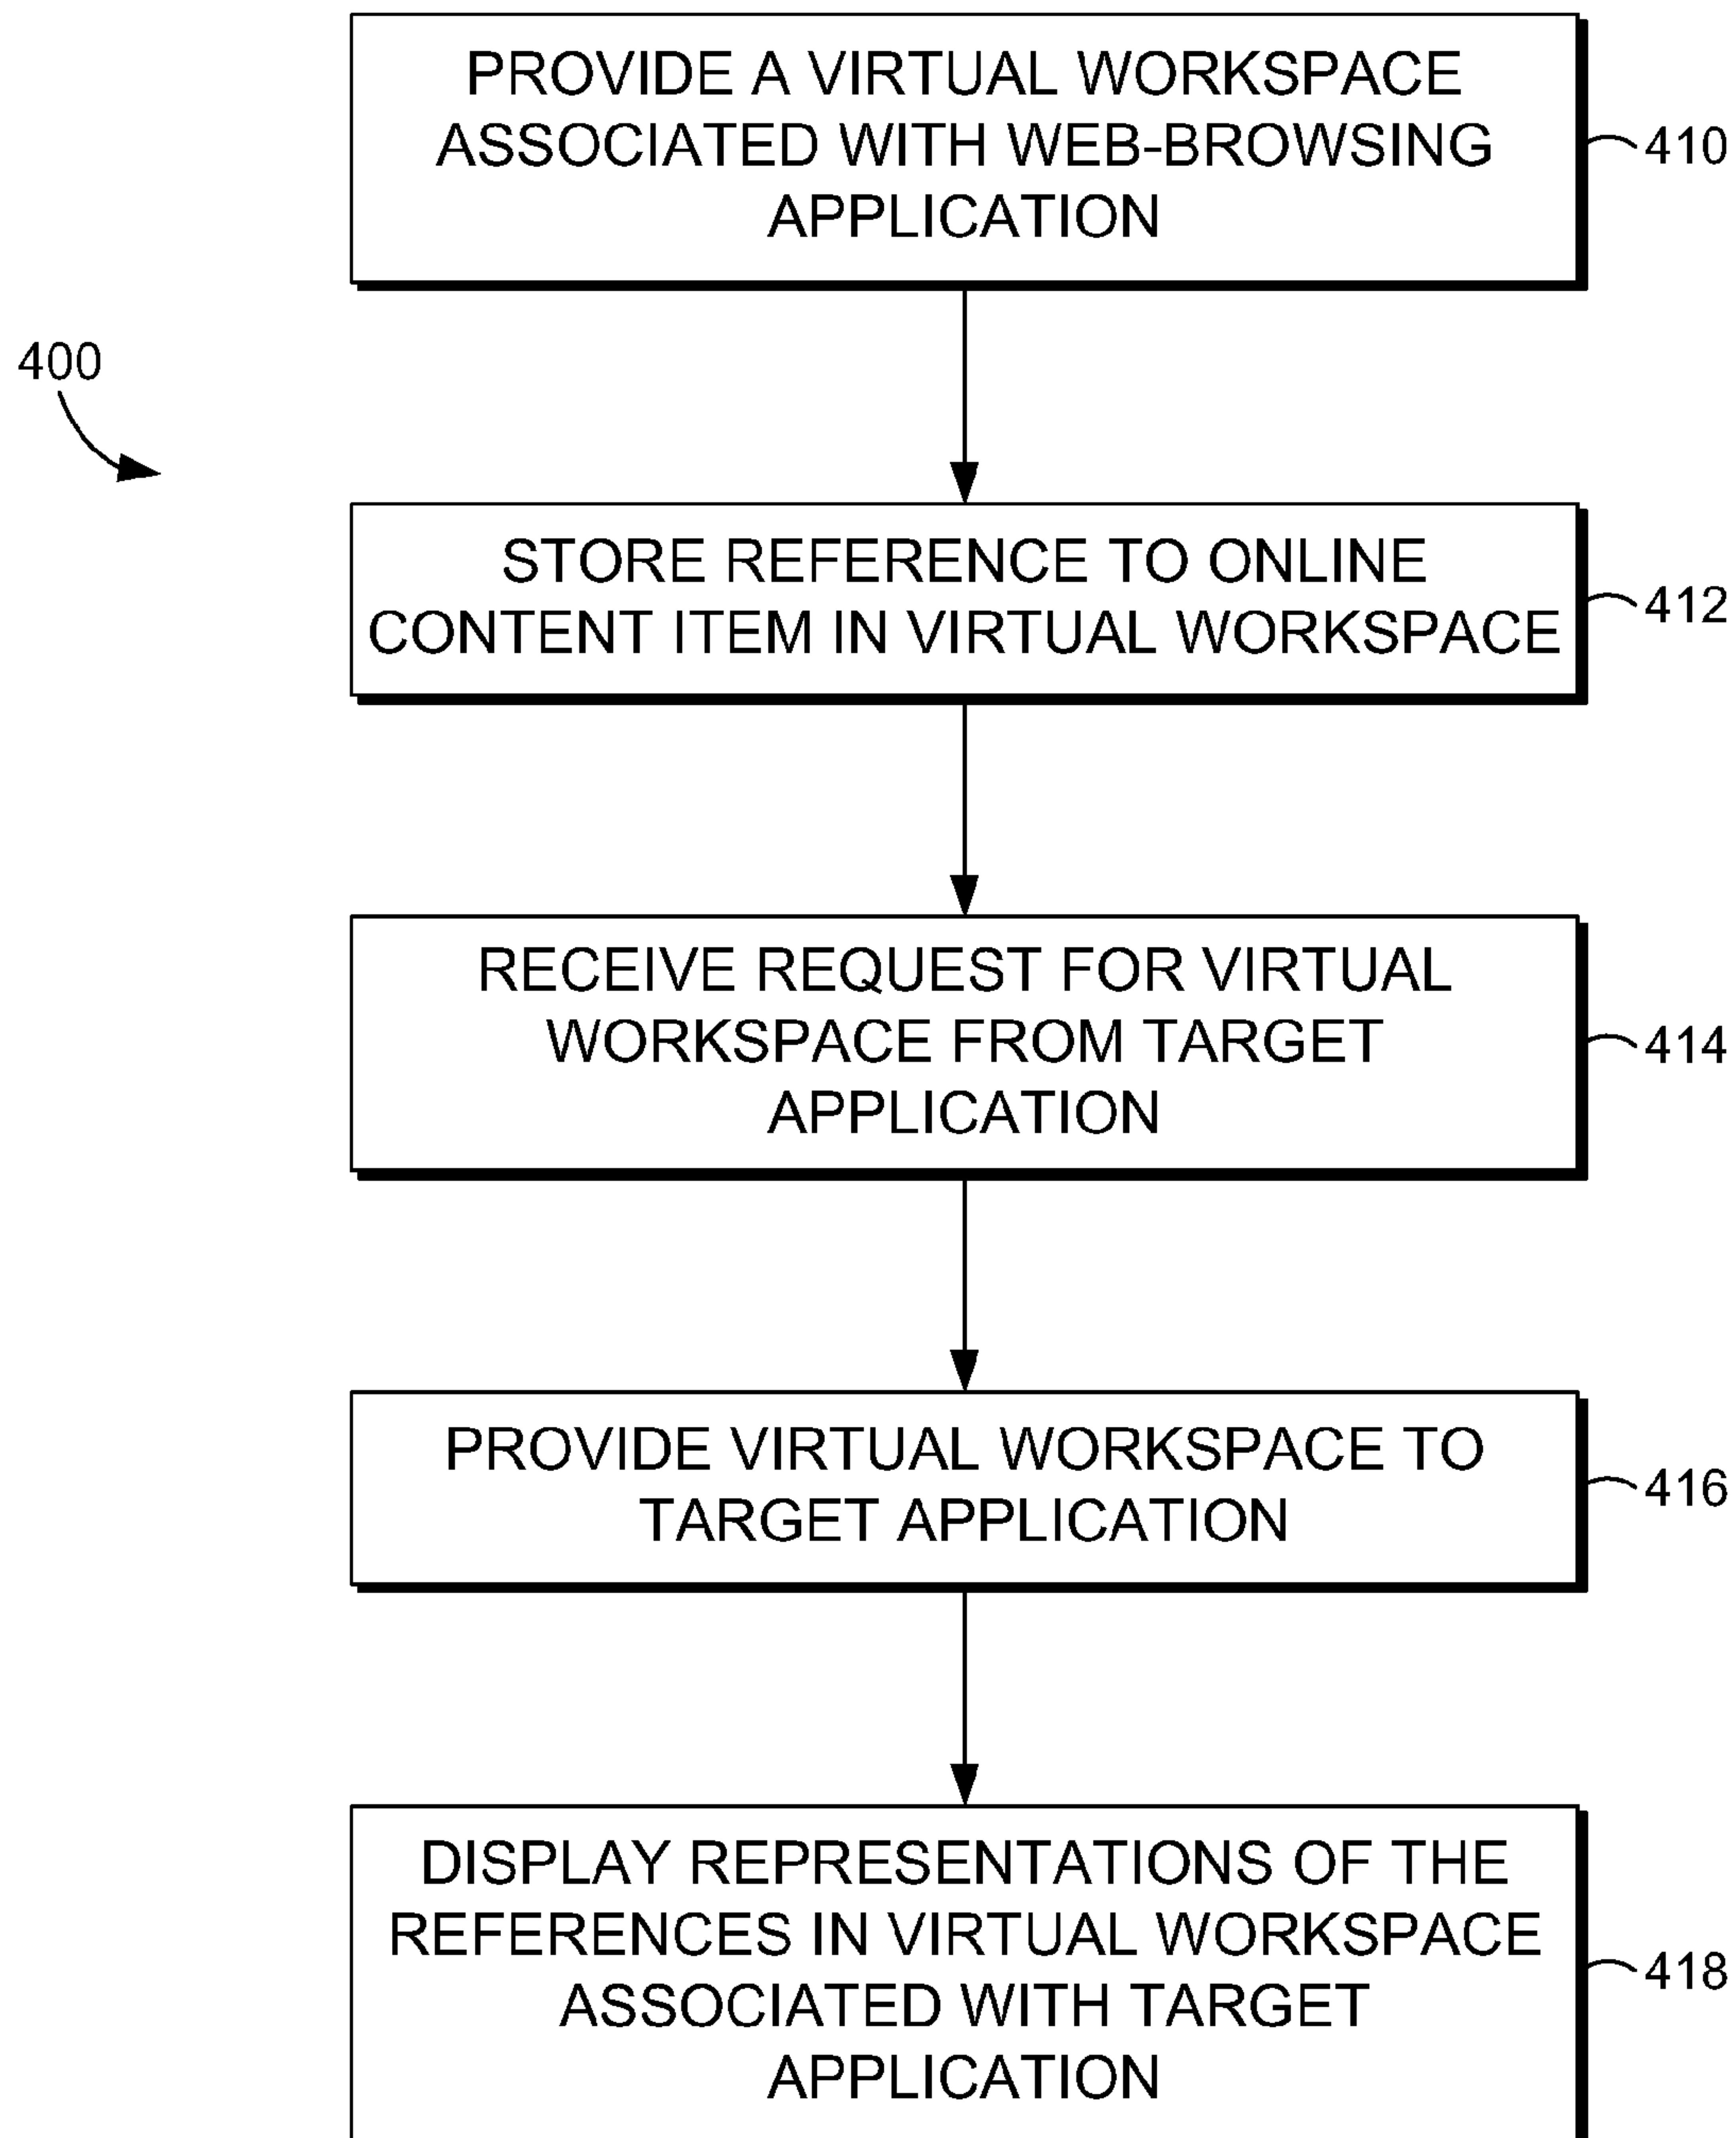 PROVIDE A VIRTUAL WORKSPACE
ASSOCIATED WITH WEB-BROWSING
APPLICATION
410
400
STORE REFERENCE TO ONLINE
CONTENT ITEM IN VIRTUAL WORKSPACE
412
RECEIVE REQUEST FOR VIRTUAL
WORKSPACE FROM TARGET
APPLICATION
414
PROVIDE VIRTUAL WORKSPACE TO
TARGET APPLICATION
416
DISPLAY REPRESENTATIONS OF THE
REFERENCES IN VIRTUAL WORKSPACE
ASSOCIATED WITH TARGET
APPLICATION
418